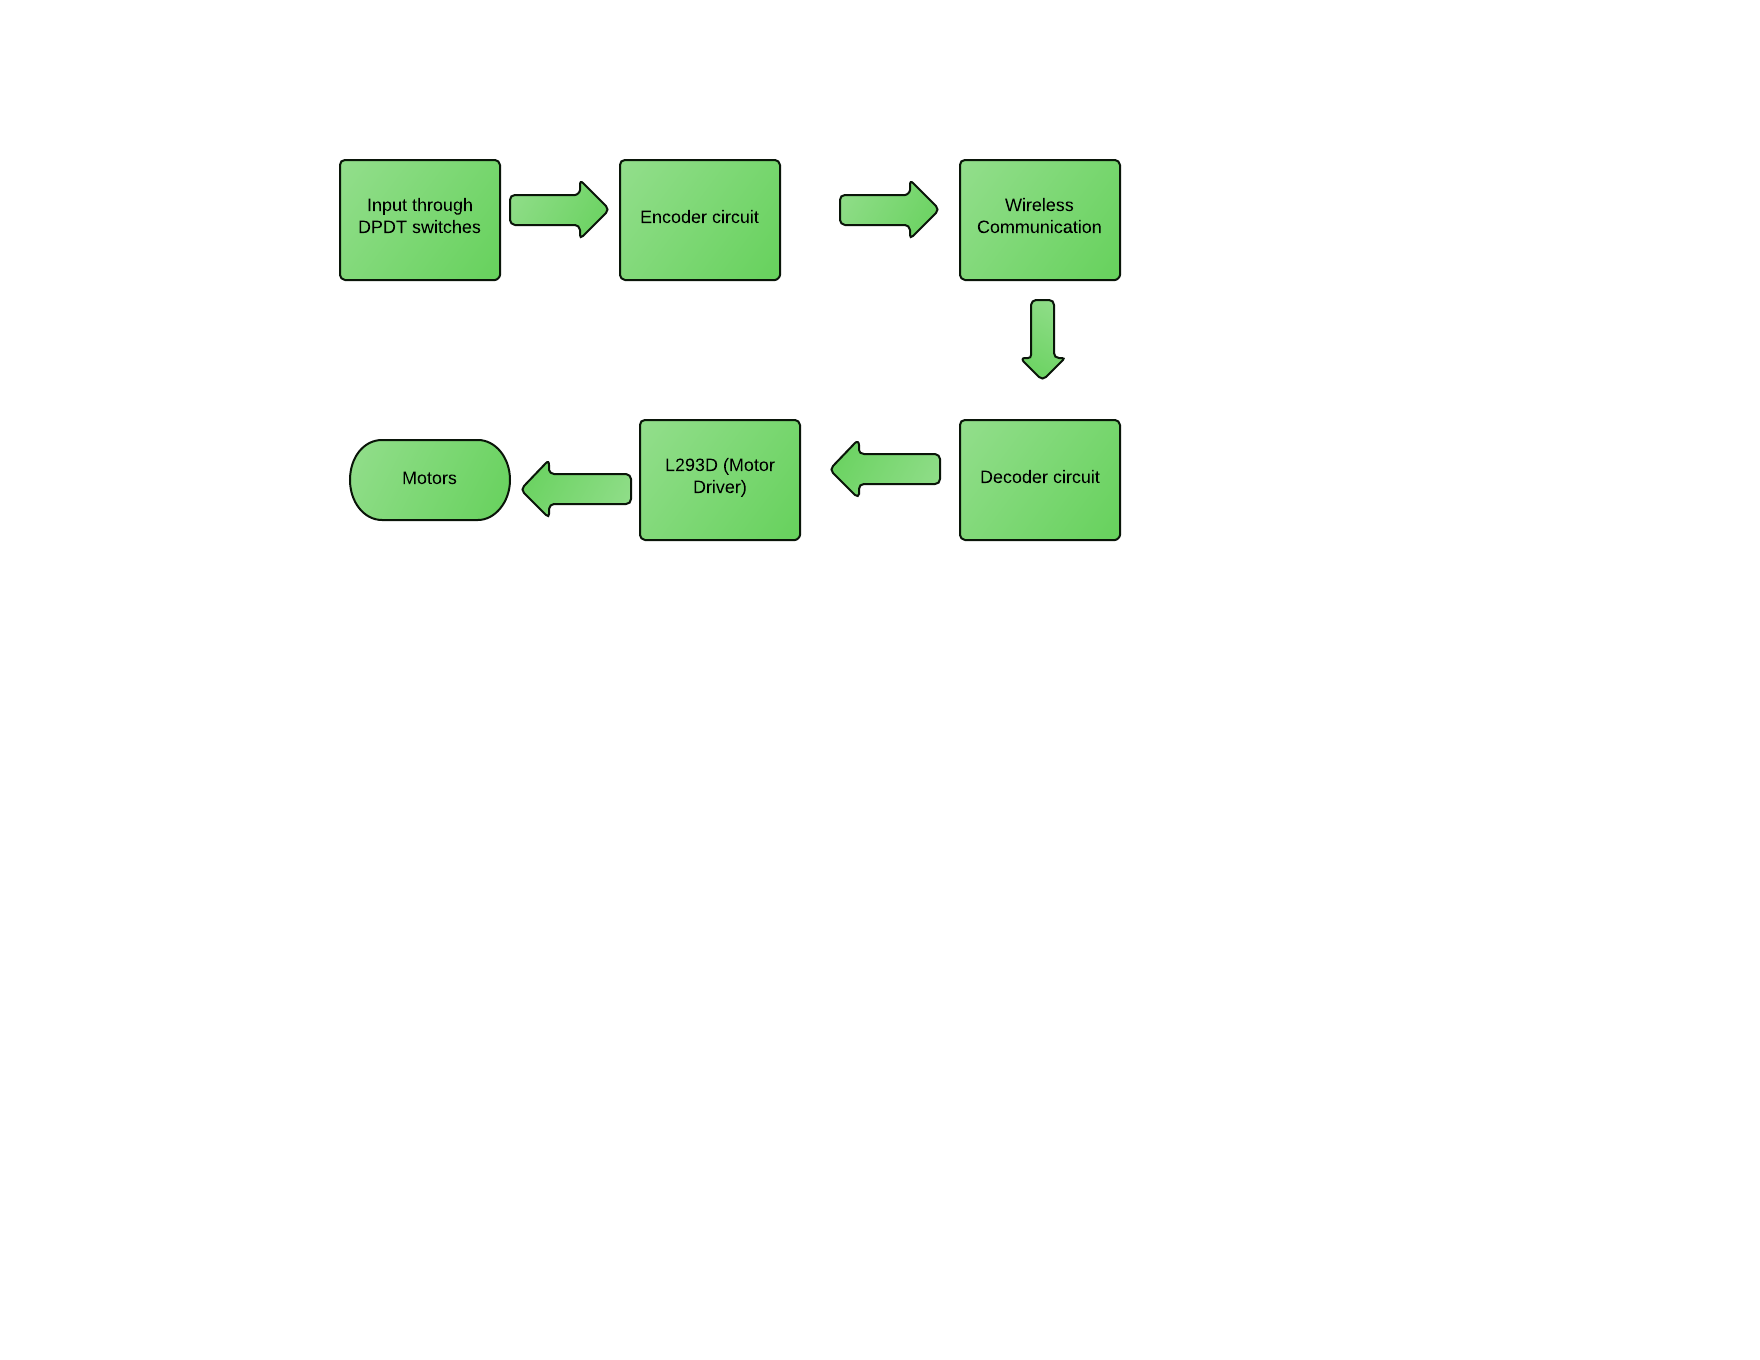 Input through
DPDT switches
Encoder circuit
Wireless
Communication
Motors
L293D (Motor
Driver)
Decoder circuit